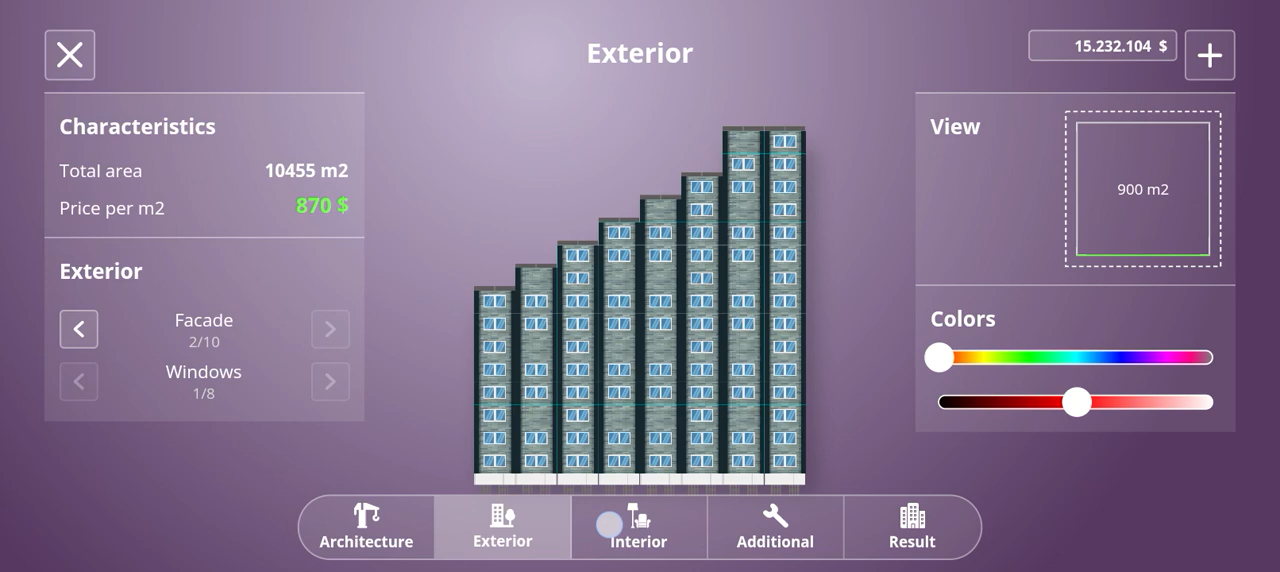 Exterior
15.232.104 $
Characteristics
Total area 10455 m2
Price per m2 870 $
Exterior
Facade
2/10
Windows
1/8
View
900 m2
Colors
Architecture
Exterior
Interior
Additional
Result